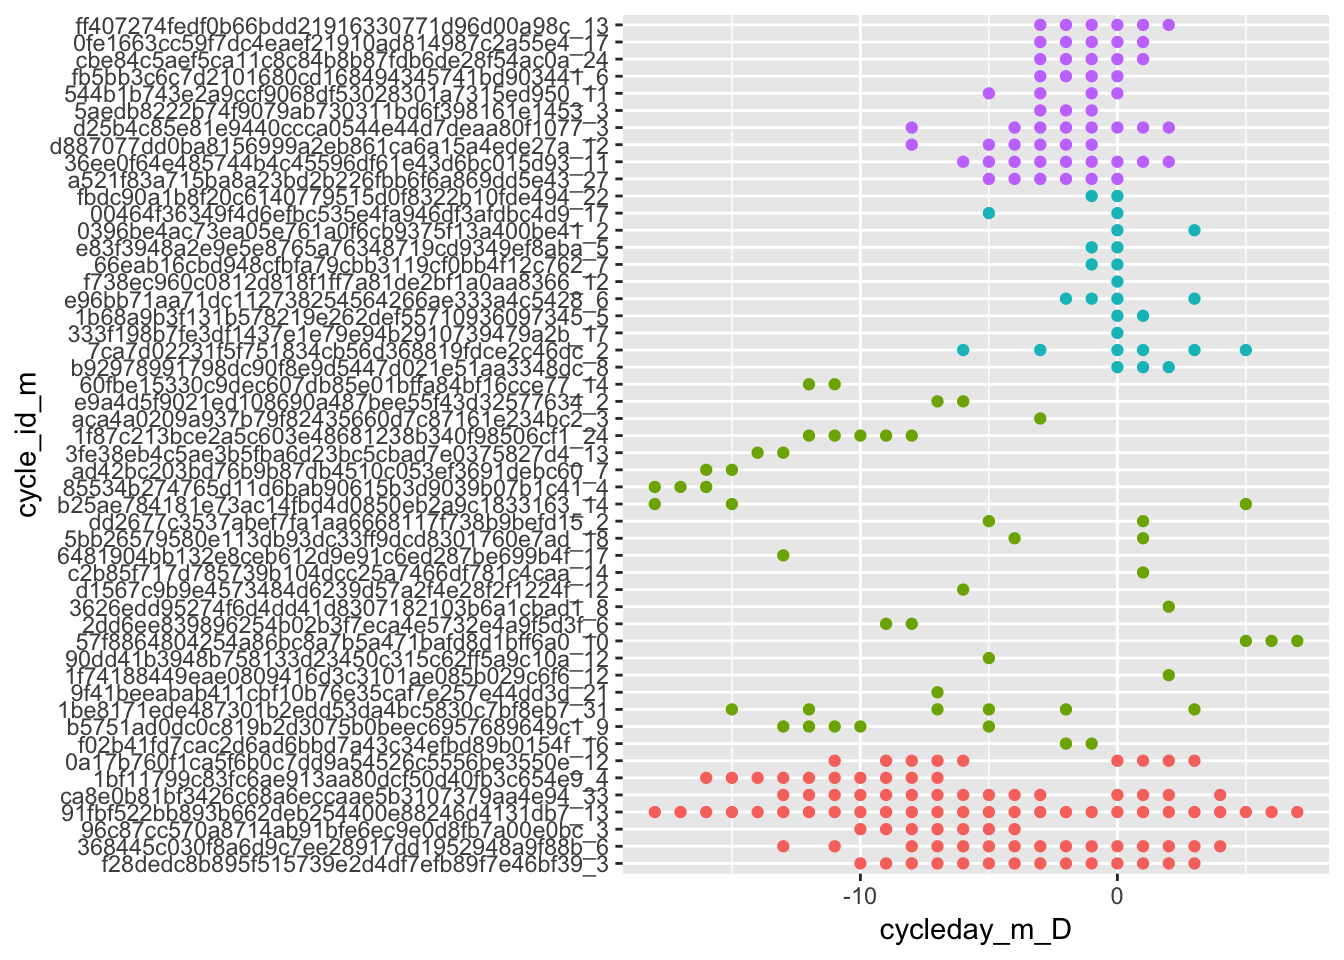 ff407274fedf0b66bdd21916330771d96d00a98c_13
0fe1663cc59f7dc4eaef21910ad814987c2a55e4_17
cbe84c5aef5ca11c8c84b8b87fdb6de28f54ac0a_24
fb5bb3c6c7d2101680cd168494345741bd903441_6
544b1b743e2a9ccf9068df53028301a7315ed950_11
5aedb8222b74f9079ab730311bd6f398161e1453_3
d25b4c85e81e9440ccca0544e44d7deaa80f1077_3
d887077dd0ba8156999a2eb861ca6a15a4ede27a_12
36ee0f64e485744b4c45596df61e43d6bc015d93_11
a521f83a715ba8a23bd2b226fbb6f6a869dd5e43_27
fbdc90a1b8f20c6140779515d0f8322b10fde494_22
00464f36349f4d6efbc535e4fa946df3afdbc4d9_17
0396be4ac73ea05e761a0f6cb9375f13a400be41_2
e83f3948a2e9e5e8765a76348719cd9349ef8aba_5
66eab16cbd948cfbfa79cbb3119cf0bb4f12c762_7
f738ec960c0812d818f1ff7a81de2bf1a0aa8366_12
e96bb71aa71dc112738254564266ae333a4c5428_6
1b68a9b3f131b578219e262def55710936097345_5
333f198b7fe3df1437e1e79e94b2910739479a2b_17
7ca7d02231f5f751834cb56d368819fdce2c46dc_2
b92978991798dc90f8e9d5447d021e51aa3348dc_8
60fbe15330c9dec607db85e01bffa84bf16cce77_14
e9a4d5f9021ed108690a487bee55f43d32577634_2
aca4a0209a937b79f82435660d7c87161e234bc2_3
1f87c213bce2a5c603e48681238b340f98506cf1_24
3fe38eb4c5ae3b5fba6d23bc5cbad7e0375827d4_13
ad42bc203bd76b9b87db4510c053ef3691debc60_7
85534b274765d11d6bab90615b3d9039b07b1c41_4
b25ae784181e73ac14fbd4d0850eb2a9c1833163_14
dd2677c3537abef7fa1aa6668117f738b9befd15_2
5bb26579580e113db93dc33ff9dcd8301760e7ad_18
6481904bb132e8ceb612d9e91c6ed287be699b4f_17
c2b85f717d785739b104dcc25a7466df781c4caa_14
d1567c9b9e4573484d6239d57a2f4e28f2f1224f_12
3626edd95274f6d4dd41d8307182103b6a1cbad1_8
2dd6ee839896254b02b3f7eca4e5732e4a9f5d3f_6
57f8864804254a86bc8a7b5a471bafd8d1bff6a0_10
90dd41b3948b758133d23450c315c62ff5a9c10a_12
1f74188449eae0809416d3c3101ae085b029c6f6_12
9f41beeabab411cbf10b76e35caf7e257e44dd3d_21
1be8171ede487301b2edd53da4bc5830c7bf8eb7_31
b5751ad0dc0c819b2d3075b0beec6957689649c1_9
f02b41fd7cac2d6ad6bbd7a43c34efbd89b0154f_16
0a17b760f1ca5f6b0c7dd9a54526c5556be3550e_12
1bf11799c83fc6ae913aa80dcf50d40fb3c654e9_4
ca8e0b81bf3426c68a6eccaae5b3107379aa4e94_33
91fbf522bb893b662deb254400e88246d4131db7_13
96c87cc570a8714ab91bfe6ec9e0d8fb7a00e0bc_3
368445c030f8a6d9c7ee28917dd1952948a9f88b_6
f28dedc8b895f515739e2d4df7efb89f7e46bf39_3
cycle_id_m
-10 0
cycleday_m_D